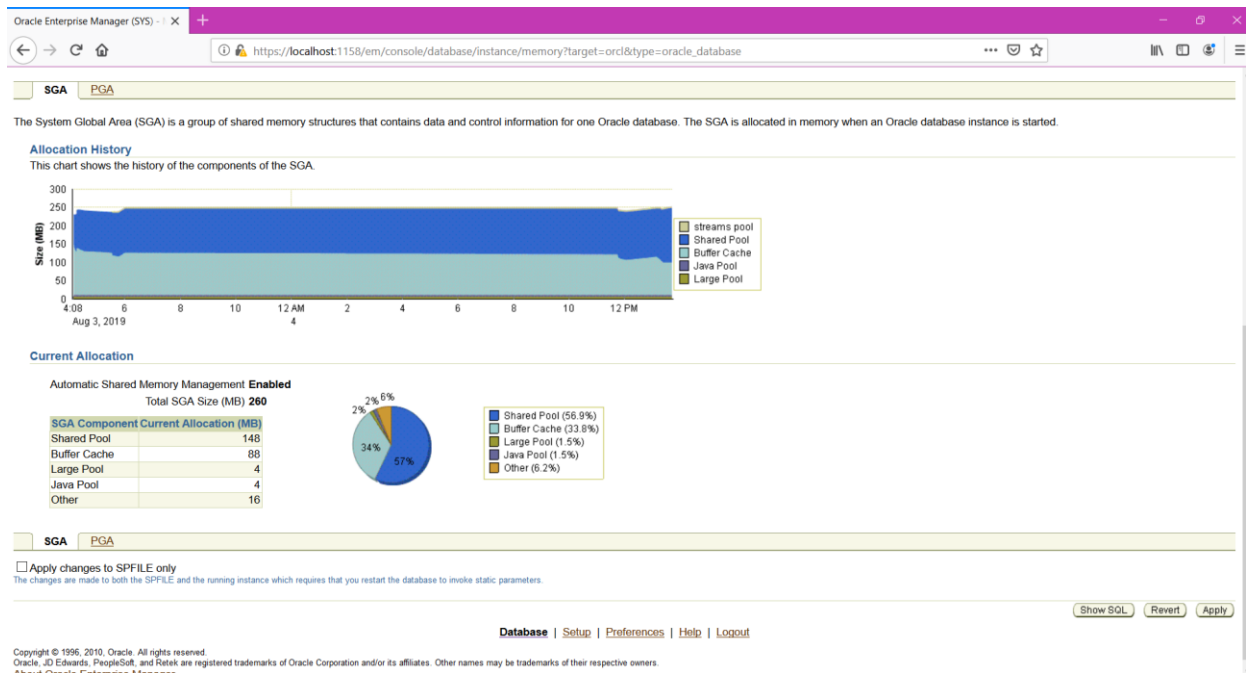 Oracle Enterprise Manager (SYS) -
https://localhost:1158/em/console/database/instance/memory?target=orcl&type=oracle_database
SGA PGA
The System Global Area (SGA) is a group of shared memory structures that contains data and control information for one Oracle database. The SGA is allocated in memory when an Oracle database instance is started.
Allocation History
This chart shows the history of the components of the SGA.
Size (MB)
300
250
200
150
100
50
0
4:08 6 8 10 12 AM 2 4 6 8 10 12 PM
Aug 3, 2019 4
streams pool
Shared Pool
Buffer Cache
Java Pool
Large Pool
Current Allocation
Automatic Shared Memory Management Enabled
Total SGA Size (MB) 260
SGA Component Current Allocation (MB)
Shared Pool 148
Buffer Cache 88
Large Pool 4
Java Pool 4
Other 16
2% 6%
2%
34%
57%
Shared Pool (56.9%)
Buffer Cache (33.8%)
Large Pool (1.5%)
Java Pool (1.5%)
Other (6.2%)
SGA PGA
Apply changes to SPFILE only
The changes are made to both the SPFILE and the running instance which requires that you restart the database to invoke static parameters.
Show SQL Revert Apply
Database | Setup | Preferences | Help | Logout
Copyright © 1996, 2010, Oracle. All rights reserved.
Oracle, JD Edwards, PeopleSoft, and Retek are registered trademarks of Oracle Corporation and/or its affiliates. Other names may be trademarks of their respective owners.
About Oracle Enterprise Manager